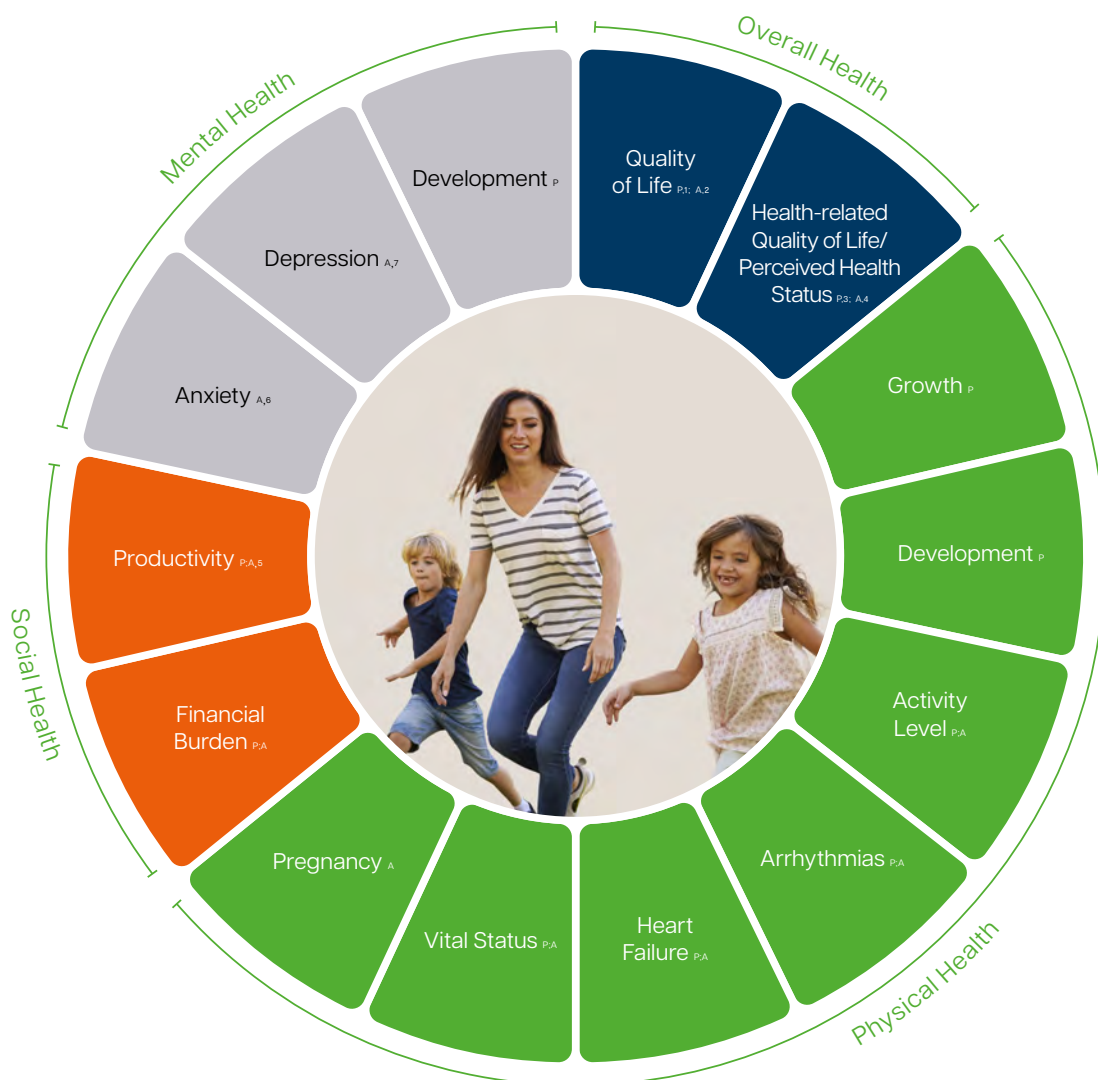 Overall Health
Quality
of Life P,1; A,2
Health-related
Quality of Life/
Perceived Health
Status P,3; A,4
Growth P
Development P
Activity
Level P;A
Arrhythmias P;A
Physical Health
Heart
Failure P;A
Vital Status P;A
Pregnancy A
Financial
Burden P;A
Social Health
Productivity P;A,5
Anxiety A,6
Depression A,7
Development P
Mental Health